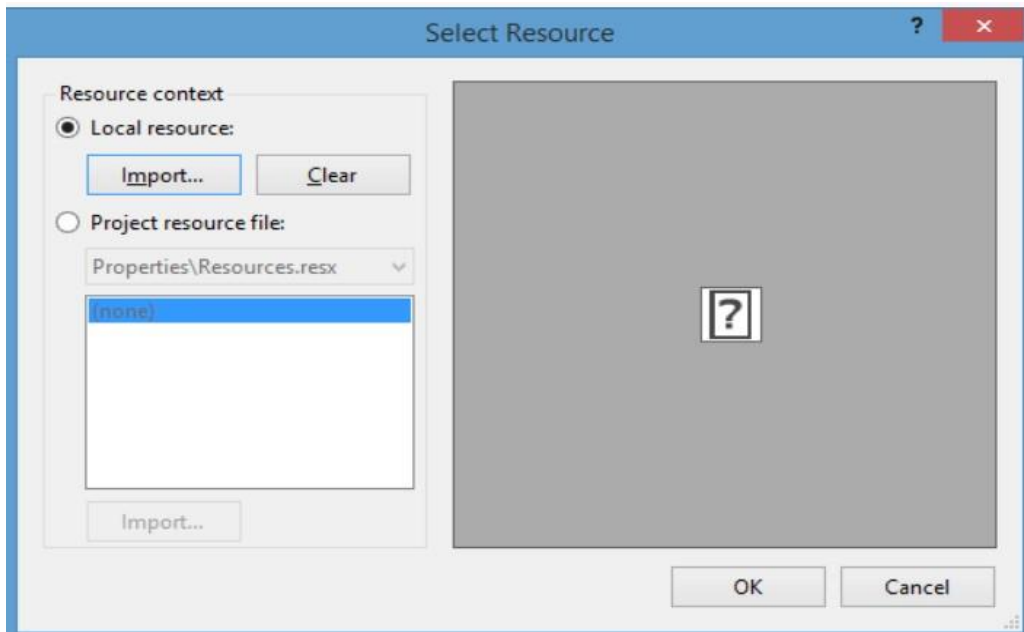 Select Resource
?
Resource context
Local resource:
Import... Clear
Project resource file:
Properties\Resources.resx
(none)
?
Import...
OK Cancel